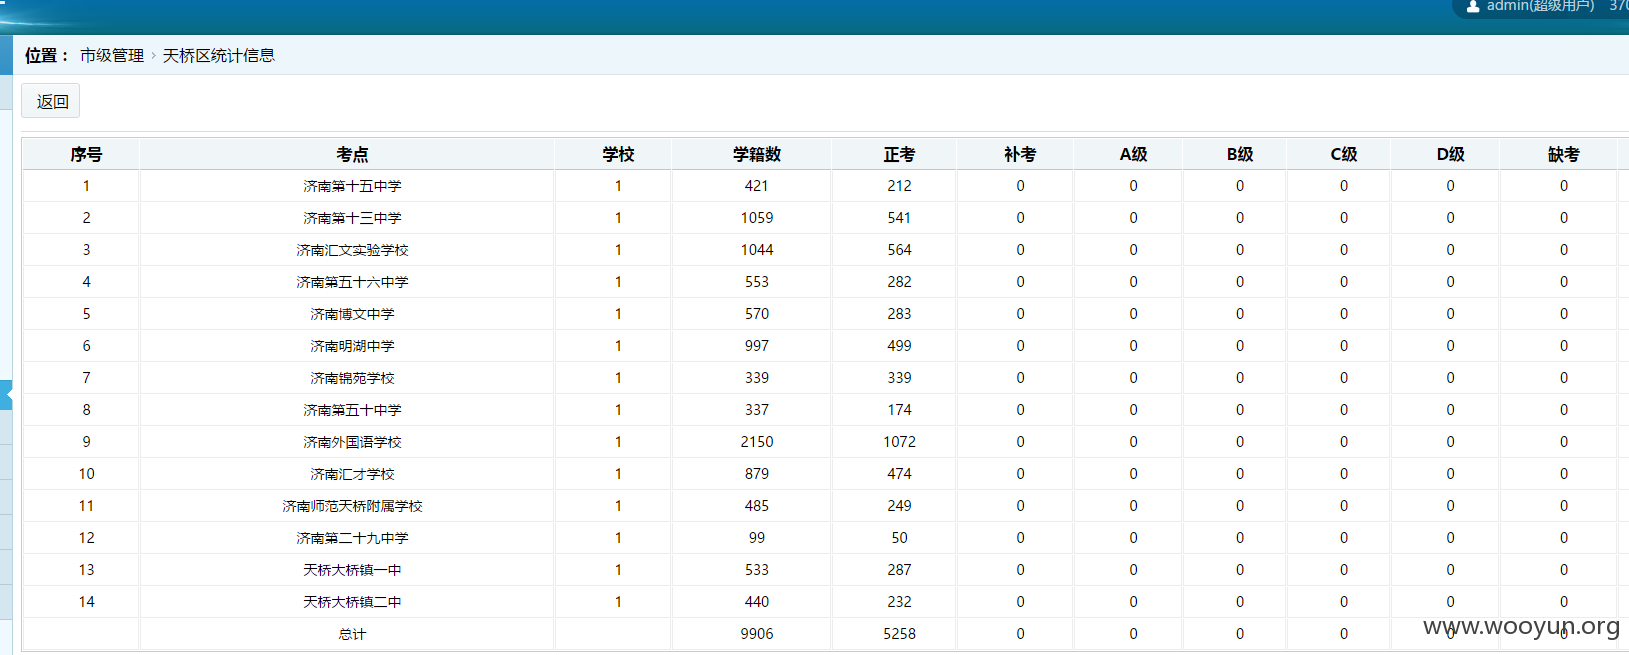 admin(超级用户) 370
位置： 市级管理 › 天桥区统计信息
返回
序号 考点 学校 学籍数 正考 补考 A级 B级 C级 D级 缺考
1 济南第十五中学 1 421 212 0 0 0 0 0 0
2 济南第十三中学 1 1059 541 0 0 0 0 0 0
3 济南汇文实验学校 1 1044 564 0 0 0 0 0 0
4 济南第五十六中学 1 553 282 0 0 0 0 0 0
5 济南博文中学 1 570 283 0 0 0 0 0 0
6 济南明湖中学 1 997 499 0 0 0 0 0 0
7 济南锦苑学校 1 339 339 0 0 0 0 0 0
8 济南第五十中学 1 337 174 0 0 0 0 0 0
9 济南外国语学校 1 2150 1072 0 0 0 0 0 0
10 济南汇才学校 1 879 474 0 0 0 0 0 0
11 济南师范天桥附属学校 1 485 249 0 0 0 0 0 0
12 济南第二十九中学 1 99 50 0 0 0 0 0 0
13 天桥大桥镇一中 1 533 287 0 0 0 0 0 0
14 天桥大桥镇二中 1 440 232 0 0 0 0 0 0
总计 9906 5258 0 0 0 0 0 0
www.wooyun.org